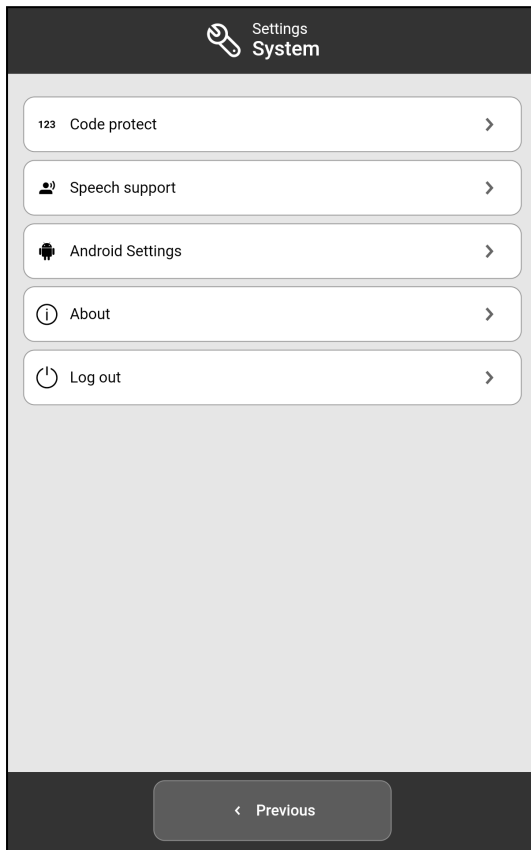 Settings
System
123 Code protect
Speech support
Android Settings
About
Log out
Previous